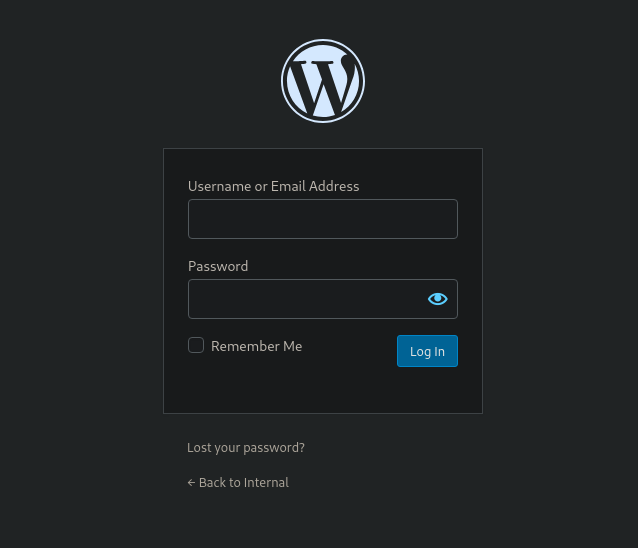 Username or Email Address
Password
Remember Me
Log In
Lost your password?
← Back to Internal